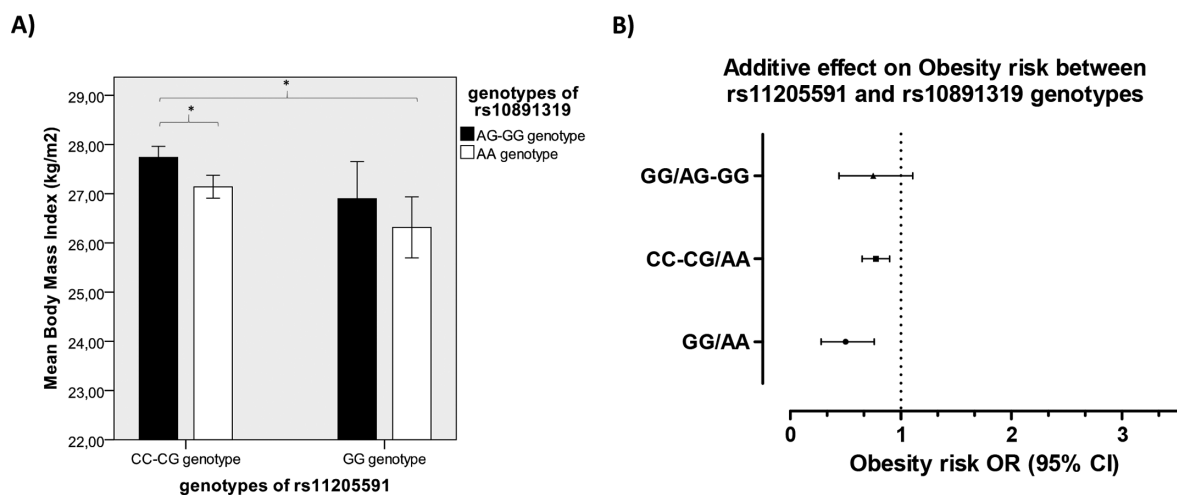 A)
29,00
28,00
27,00
26,00
25,00
24,00
23,00
22,00
Mean Body Mass Index (kg/m2)
*
*
CC-CG genotype
GG genotype
genotypes of rs11205591
genotypes of
rs10891319
AG-GG genotype
AA genotype
B)
Additive effect on Obesity risk between
rs11205591 and rs10891319 genotypes
GG/AG-GG
CC-CG/AA
GG/AA
0
1
2
3
Obesity risk OR (95% CI)